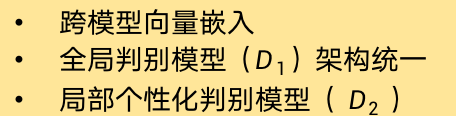 • 跨模型向量嵌入
• 全局判别模型（D₁）架构统一
• 局部个性化判别模型（ D₂ ）